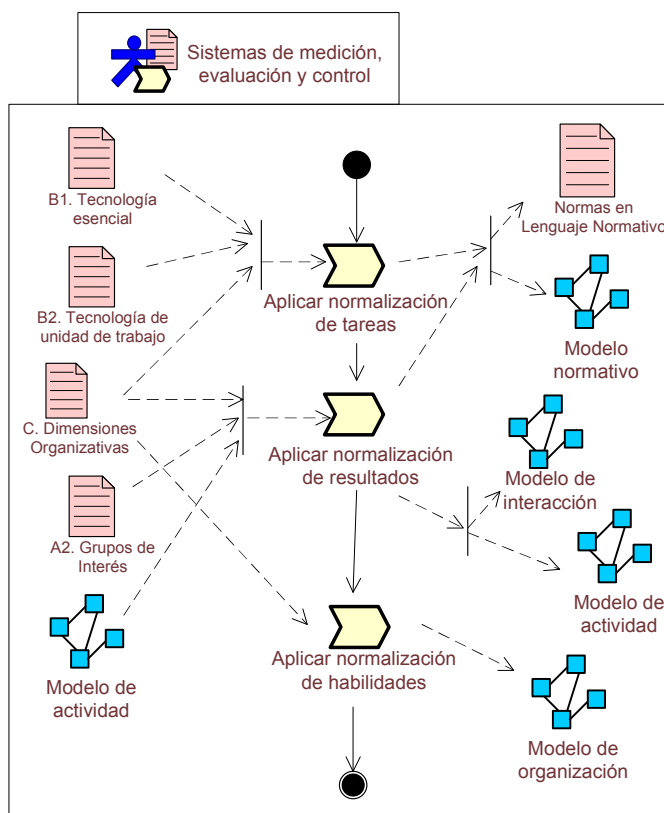 Sistemas de medición,
evaluación y control
B1. Tecnología
esencial
Normas en
Lenguaje Normativo
Aplicar normalización
de tareas
B2. Tecnología de
unidad de trabajo
Modelo
normativo
C. Dimensiones
Organizativas
Aplicar normalización
de resultados
Modelo de
interacción
A2. Grupos de
Interés
Modelo de
actividad
Aplicar normalización
de habilidades
Modelo de
actividad
Modelo de
organización